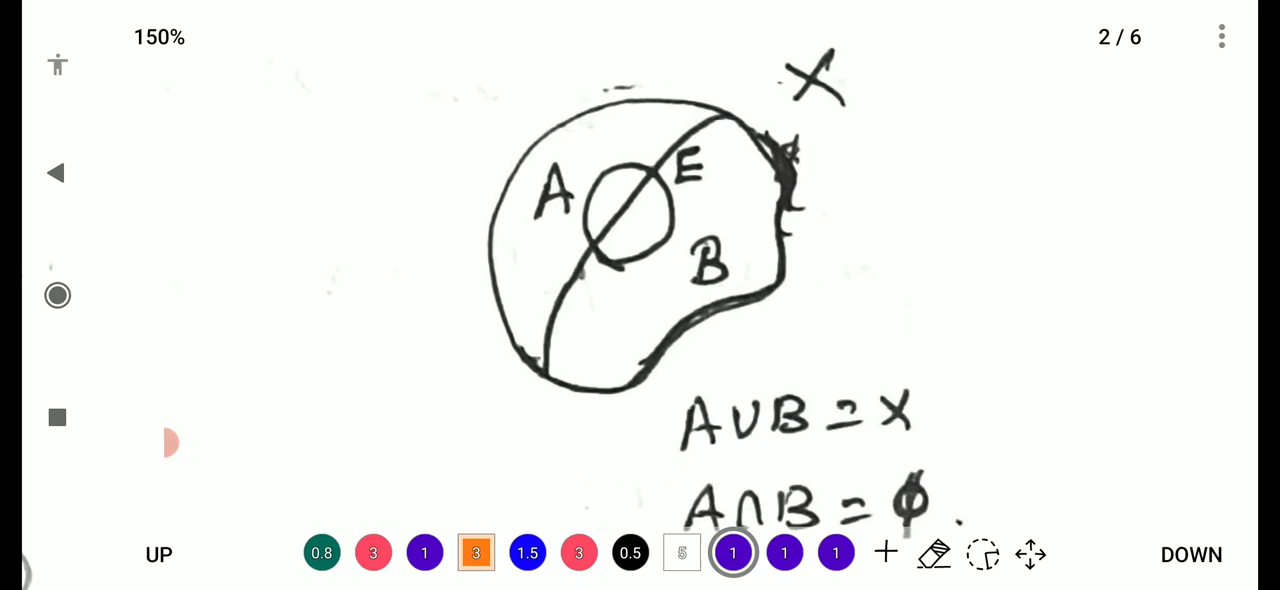 150%
2 / 6
X
A
E
B
A ∪ B = X
A ∩ B = ϕ .
UP
0.8 3 1 3 1.5 3 0.5 5 1 1 1
DOWN